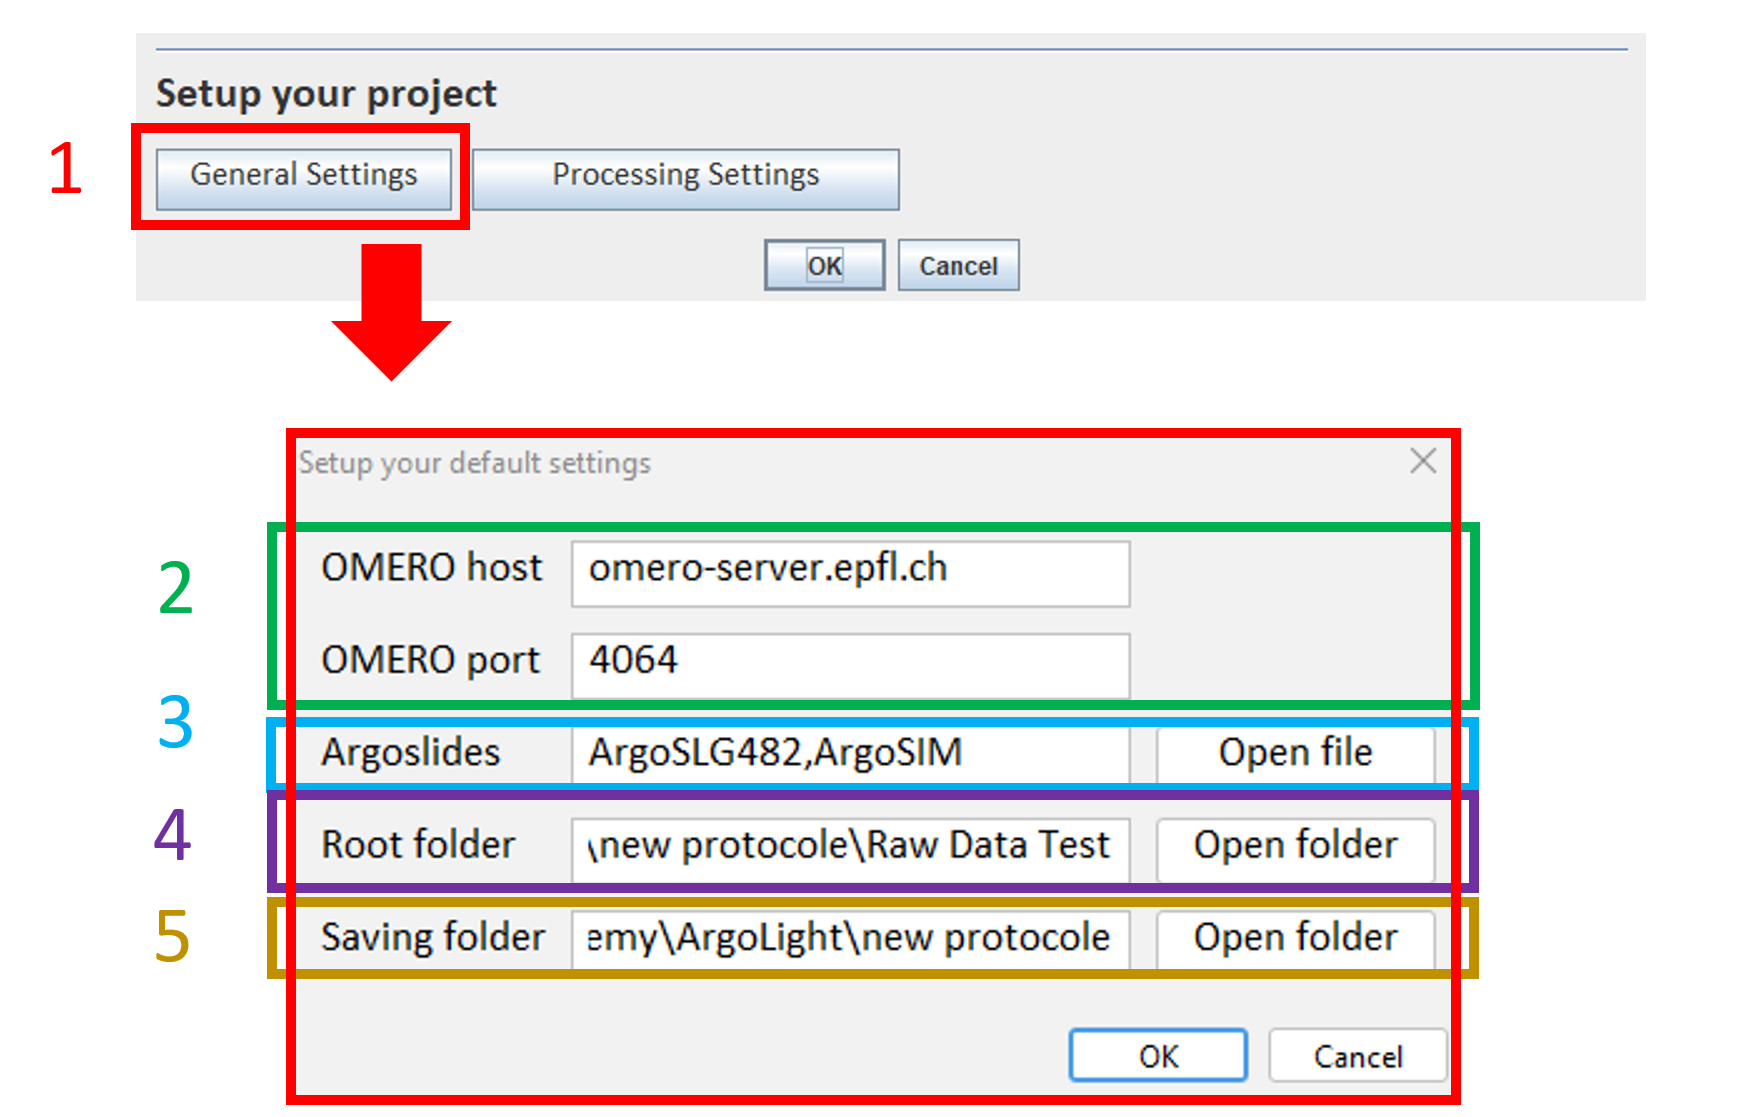 Setup your project
1
General Settings
Processing Settings
OK
Cancel
Setup your default settings
2
OMERO host
omero-server.epfl.ch
OMERO port
4064
3
Argoslides
ArgoSLG482,ArgoSIM
Open file
4
Root folder
\new protocole\Raw Data Test
Open folder
5
Saving folder
emy\ArgoLight\new protocole
Open folder
OK
Cancel